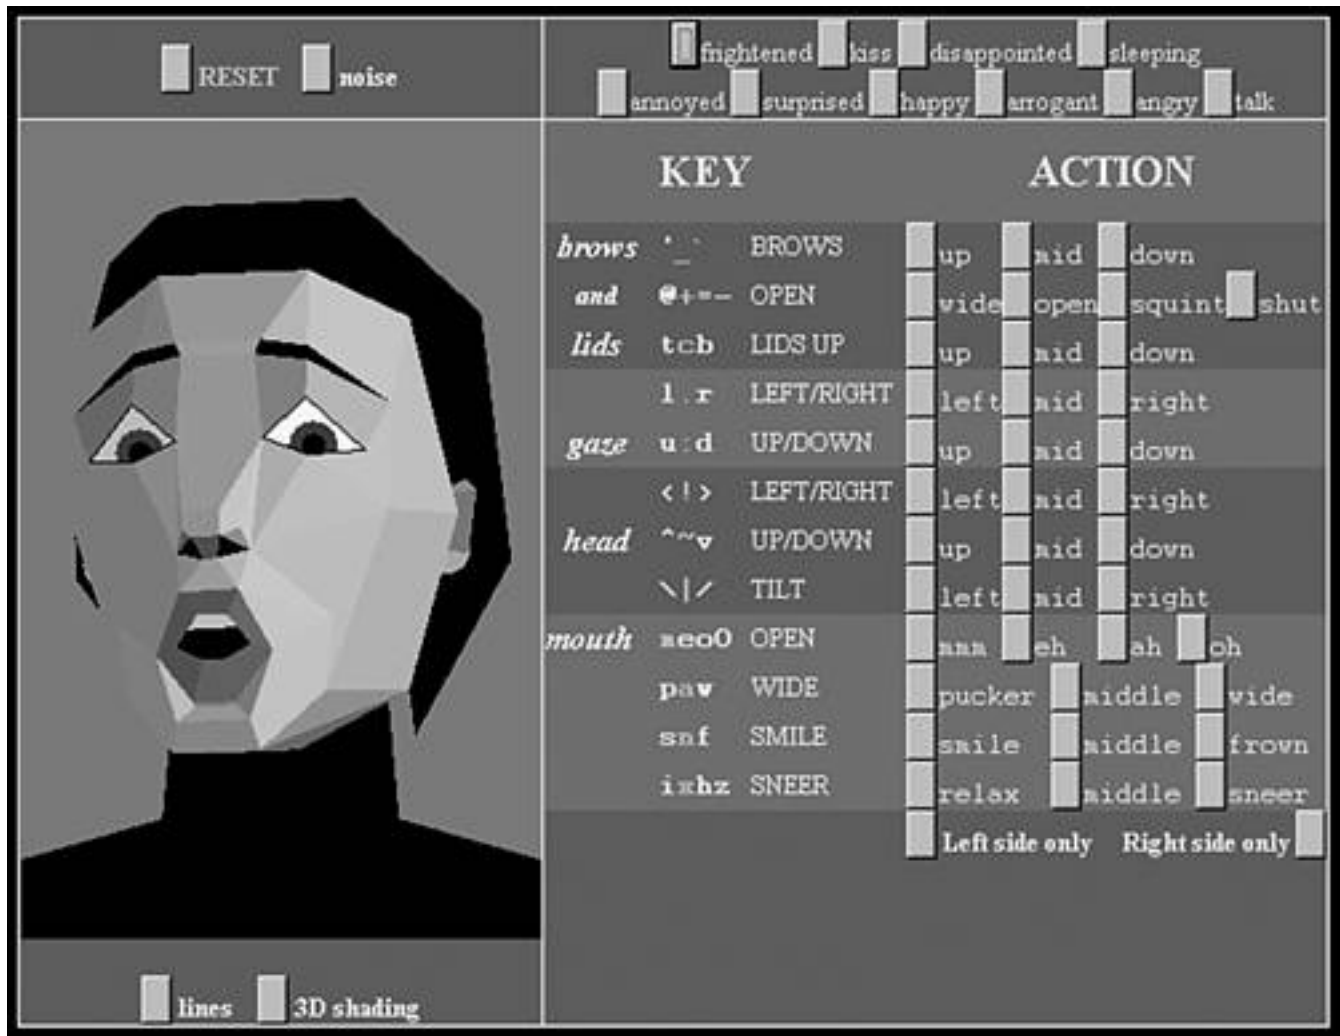 RESET noise
frightened kiss disappointed sleeping
annoyed surprised happy arrogant angry talk
KEY ACTION
brows '_` BROWS up mid down
and @+=- OPEN wide open squint shut
lids tcb LIDS UP up mid down
l.r LEFT/RIGHT left mid right
gaze u:d UP/DOWN up mid down
<!> LEFT/RIGHT left mid right
head ^~v UP/DOWN up mid down
\|/ TILT left mid right
mouth meoO OPEN mmm eh ah oh
paw WIDE pucker middle wide
snf SMILE smile middle frown
ixhz SNEER relax middle sneer
Left side only Right side only
lines 3D shading